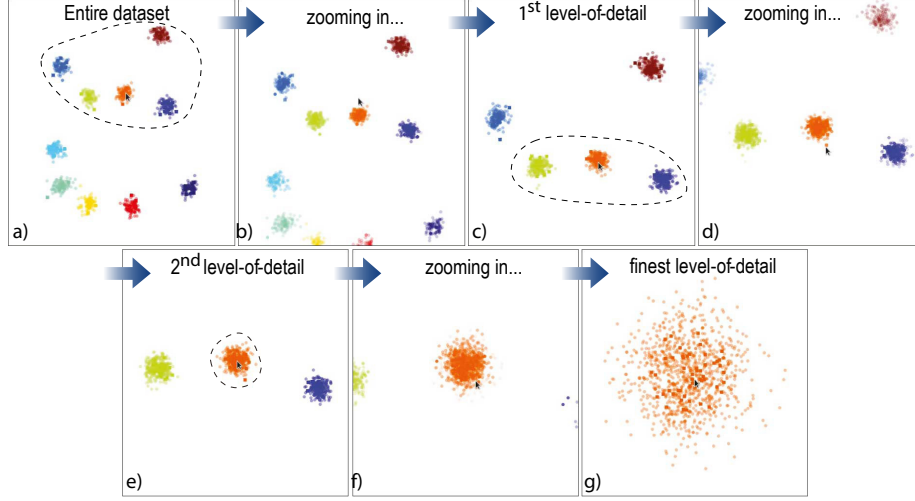 Entire dataset
zooming in...
1st level-of-detail
zooming in...
a)
b)
c)
d)
2nd level-of-detail
zooming in...
finest level-of-detail
e)
f)
g)